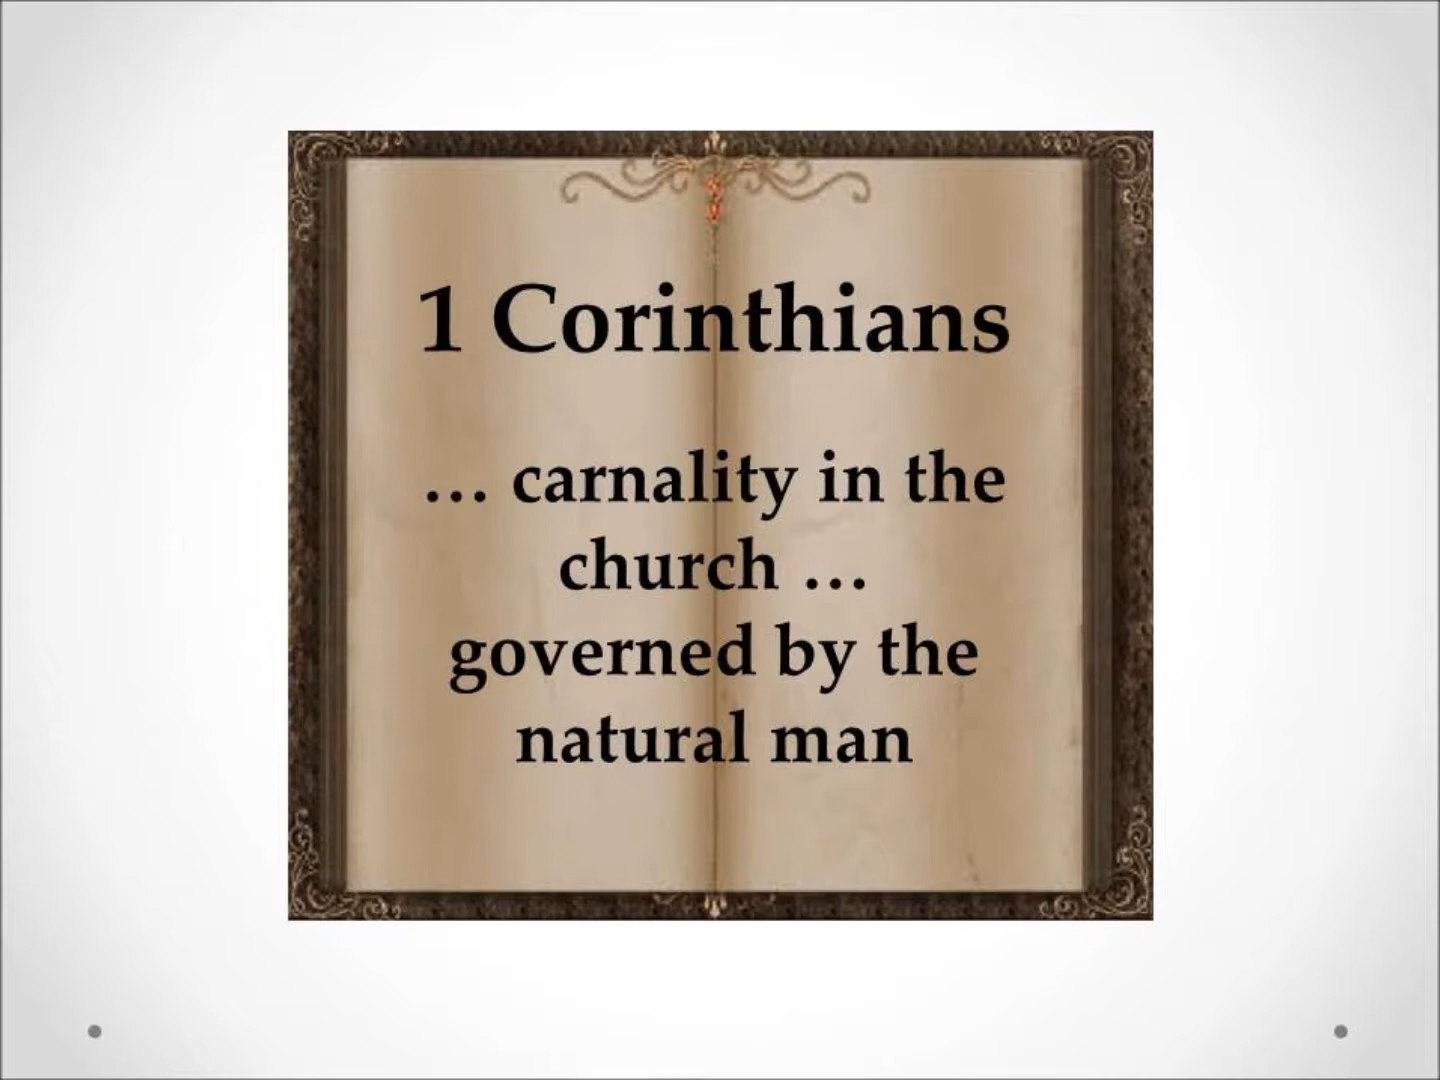 1 Corinthians
… carnality in the
church …
governed by the
natural man